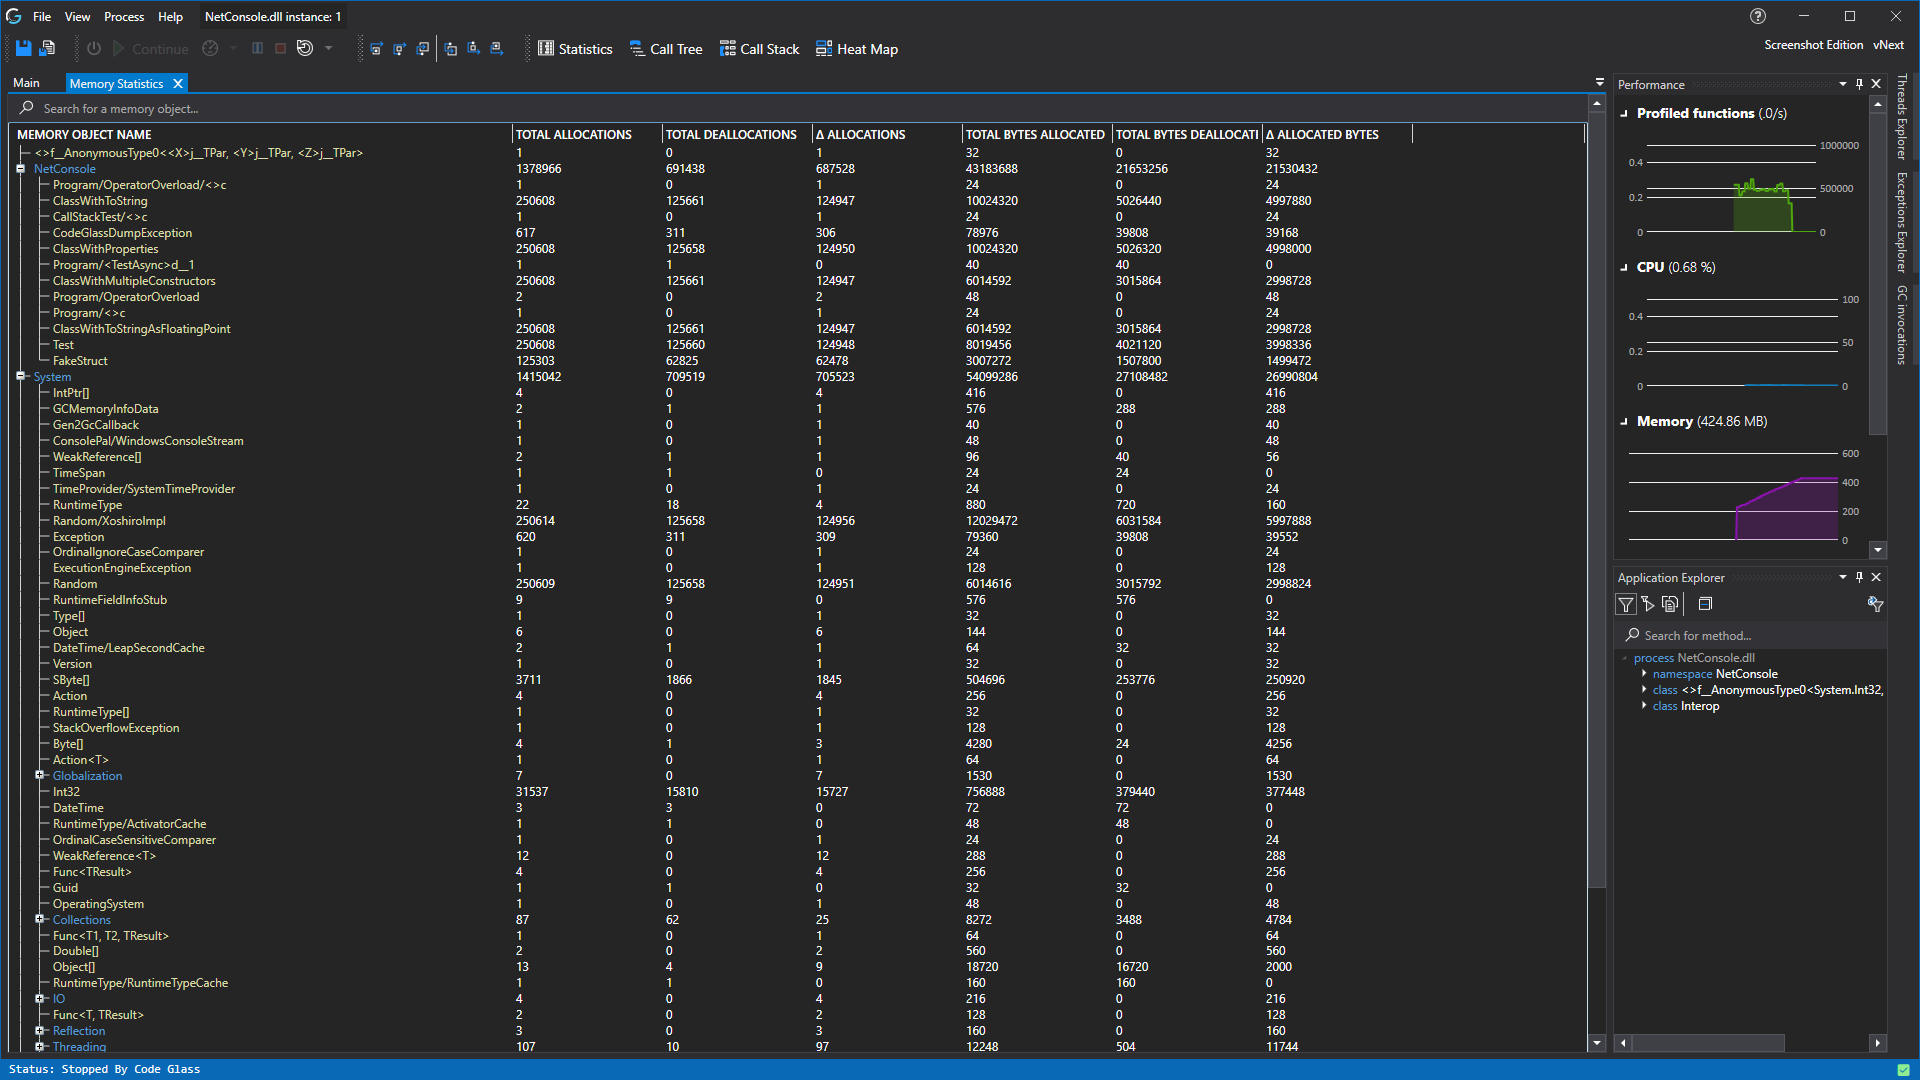 File View Process Help NetConsole.dll instance: 1
Continue Statistics Call Tree Call Stack Heat Map Screenshot Edition vNext
Main Memory Statistics
Search for a memory object...
MEMORY OBJECT NAME TOTAL ALLOCATIONS TOTAL DEALLOCATIONS Δ ALLOCATIONS TOTAL BYTES ALLOCATED TOTAL BYTES DEALLOCATI Δ ALLOCATED BYTES
<>f__AnonymousType0<<X>j__TPar, <Y>j__TPar, <Z>j__TPar> 1 0 1 32 0 32
NetConsole 1378966 691438 687528 43183688 21653256 21530432
Program/OperatorOverload/<>c 1 0 1 24 0 24
ClassWithToString 250608 125661 124947 10024320 5026440 4997880
CallStackTest/<>c 1 0 1 24 0 24
CodeGlassDumpException 617 311 306 78976 39808 39168
ClassWithProperties 250608 125658 124950 10024320 5026320 4998000
Program/<TestAsync>d__1 1 1 0 40 40 0
ClassWithMultipleConstructors 250608 125661 124947 6014592 3015864 2998728
Program/OperatorOverload 2 0 2 48 0 48
Program/<>c 1 0 1 24 0 24
ClassWithToStringAsFloatingPoint 250608 125661 124947 6014592 3015864 2998728
Test 250608 125660 124948 8019456 4021120 3998336
FakeStruct 125303 62825 62478 3007272 1507800 1499472
System 1415042 709519 705523 54099286 27108482 26990804
IntPtr[] 4 0 4 416 0 416
GCMemoryInfoData 2 1 1 576 288 288
Gen2GcCallback 1 0 1 40 0 40
ConsolePal/WindowsConsoleStream 1 0 1 48 0 48
WeakReference[] 2 1 1 96 40 56
TimeSpan 1 1 0 24 24 0
TimeProvider/SystemTimeProvider 1 0 1 24 0 24
RuntimeType 22 18 4 880 720 160
Random/XoshiroImpl 250614 125658 124956 12029472 6031584 5997888
Exception 620 311 309 79360 39808 39552
OrdinalIgnoreCaseComparer 1 0 1 24 0 24
ExecutionEngineException 1 0 1 128 0 128
Random 250609 125658 124951 6014616 3015792 2998824
RuntimeFieldInfoStub 9 9 0 576 576 0
Type[] 1 0 1 32 0 32
Object 6 0 6 144 0 144
DateTime/LeapSecondCache 2 1 1 64 32 32
Version 1 0 1 32 0 32
SByte[] 3711 1866 1845 504696 253776 250920
Action 4 0 4 256 0 256
RuntimeType[] 1 0 1 32 0 32
StackOverflowException 1 0 1 128 0 128
Byte[] 4 1 3 4280 24 4256
Action<T> 1 0 1 64 0 64
Globalization 7 0 7 1530 0 1530
Int32 31537 15810 15727 756888 379440 377448
DateTime 3 3 0 72 72 0
RuntimeType/ActivatorCache 1 1 0 48 48 0
OrdinalCaseSensitiveComparer 1 0 1 24 0 24
WeakReference<T> 12 0 12 288 0 288
Func<TResult> 4 0 4 256 0 256
Guid 1 1 0 32 32 0
OperatingSystem 1 0 1 48 0 48
Collections 87 62 25 8272 3488 4784
Func<T1, T2, TResult> 1 0 1 64 0 64
Double[] 2 0 2 560 0 560
Object[] 13 4 9 18720 16720 2000
RuntimeType/RuntimeTypeCache 1 1 0 160 160 0
IO 4 0 4 216 0 216
Func<T, TResult> 2 0 2 128 0 128
Reflection 3 0 3 160 0 160
Threading 107 10 97 12248 504 11744
Performance
Profiled functions (.0/s)
1000000
0.4
0.2 500000
0 0
CPU (0.68 %)
100
0.4
50
0.2
0 0
Memory (424.86 MB)
600
400
200
0
Application Explorer
Search for method...
process NetConsole.dll
namespace NetConsole
class <>f__AnonymousType0<System.Int32,
class Interop
Threads Explorer
Exceptions Explorer
GC invocations
Status: Stopped By Code Glass